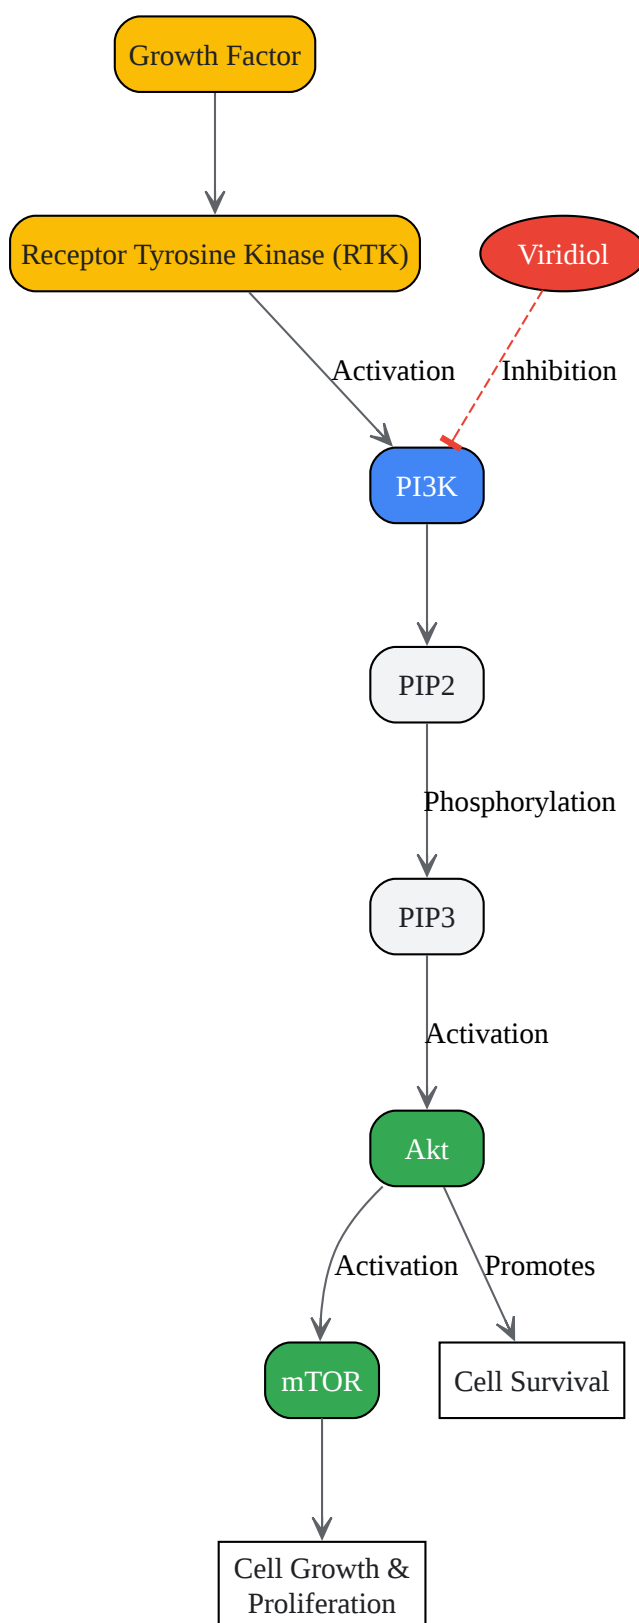 Growth Factor
Receptor Tyrosine Kinase (RTK)
Viridiol
Activation
Inhibition
PI3K
PIP2
Phosphorylation
PIP3
Activation
Akt
Activation
Promotes
mTOR
Cell Survival
Cell Growth &
Proliferation